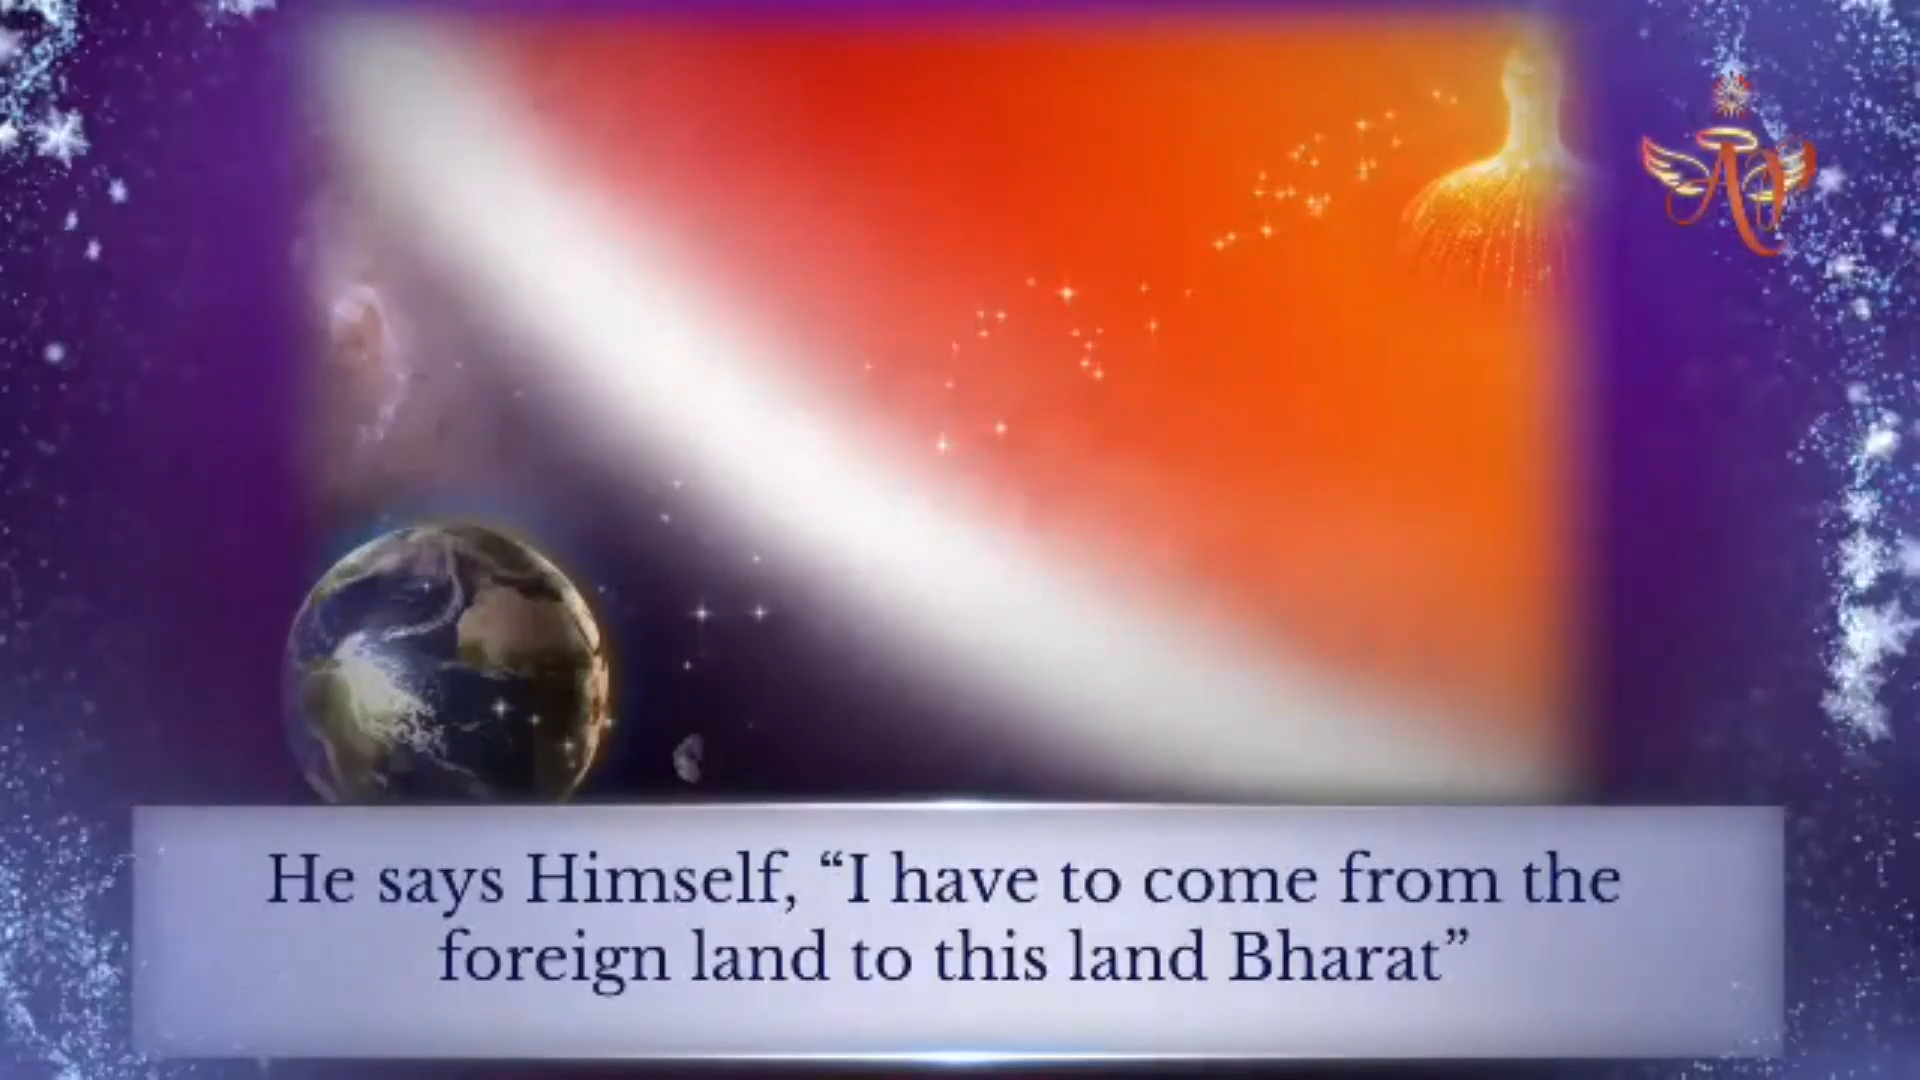 He says Himself, “I have to come from the
foreign land to this land Bharat”